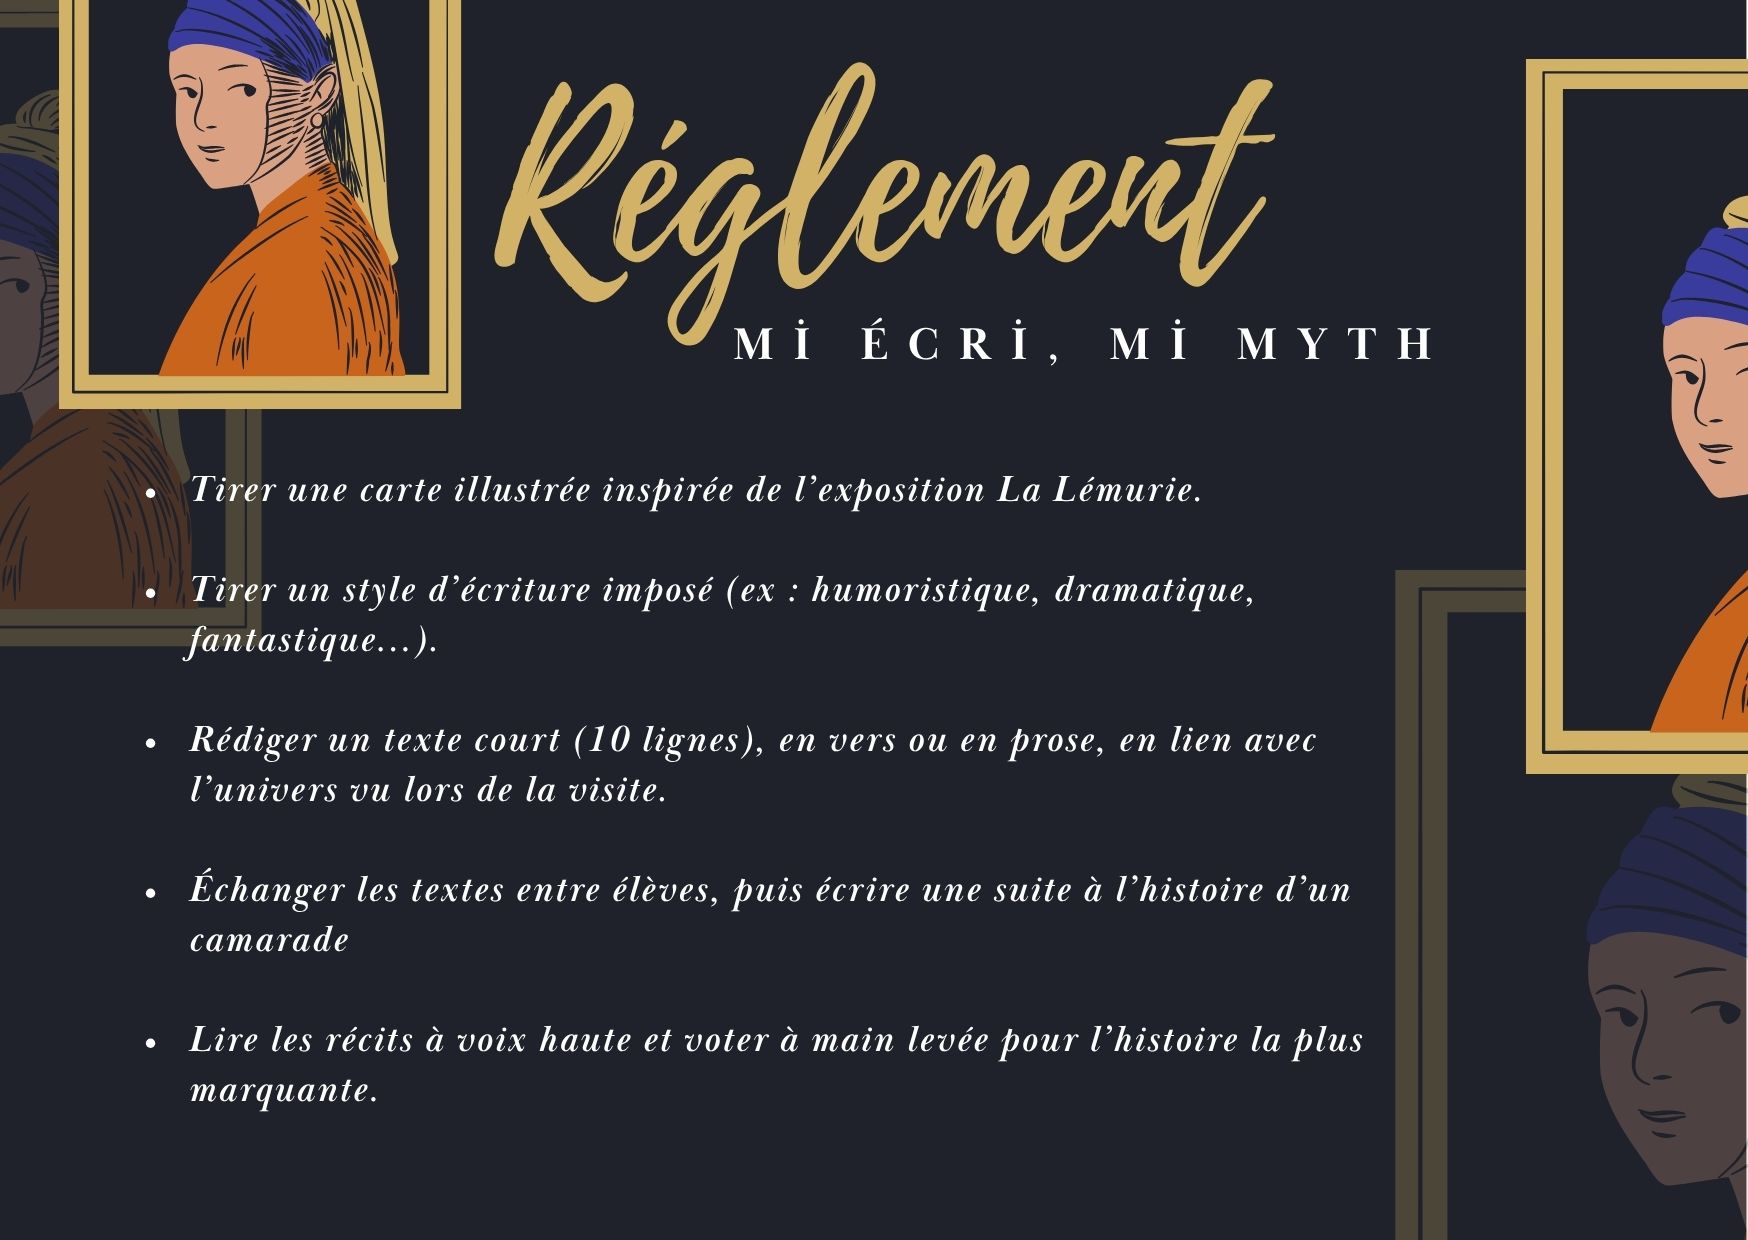 Réglement
Mİ ÉCRİ, Mİ MYTH
• Tirer une carte illustrée inspirée de l’exposition La Lémurie.
• Tirer un style d’écriture imposé (ex : humoristique, dramatique,
fantastique…).
• Rédiger un texte court (10 lignes), en vers ou en prose, en lien avec
l’univers vu lors de la visite.
• Échanger les textes entre élèves, puis écrire une suite à l’histoire d’un
camarade
• Lire les récits à voix haute et voter à main levée pour l’histoire la plus
marquante.